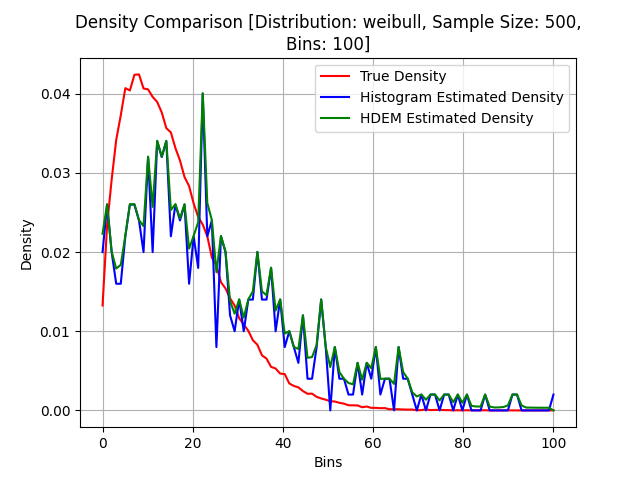 Density Comparison [Distribution: weibull, Sample Size: 500,
Bins: 100]
True Density
Histogram Estimated Density
HDEM Estimated Density
Density
0.04
0.03
0.02
0.01
0.00
0
20
40
60
80
100
Bins